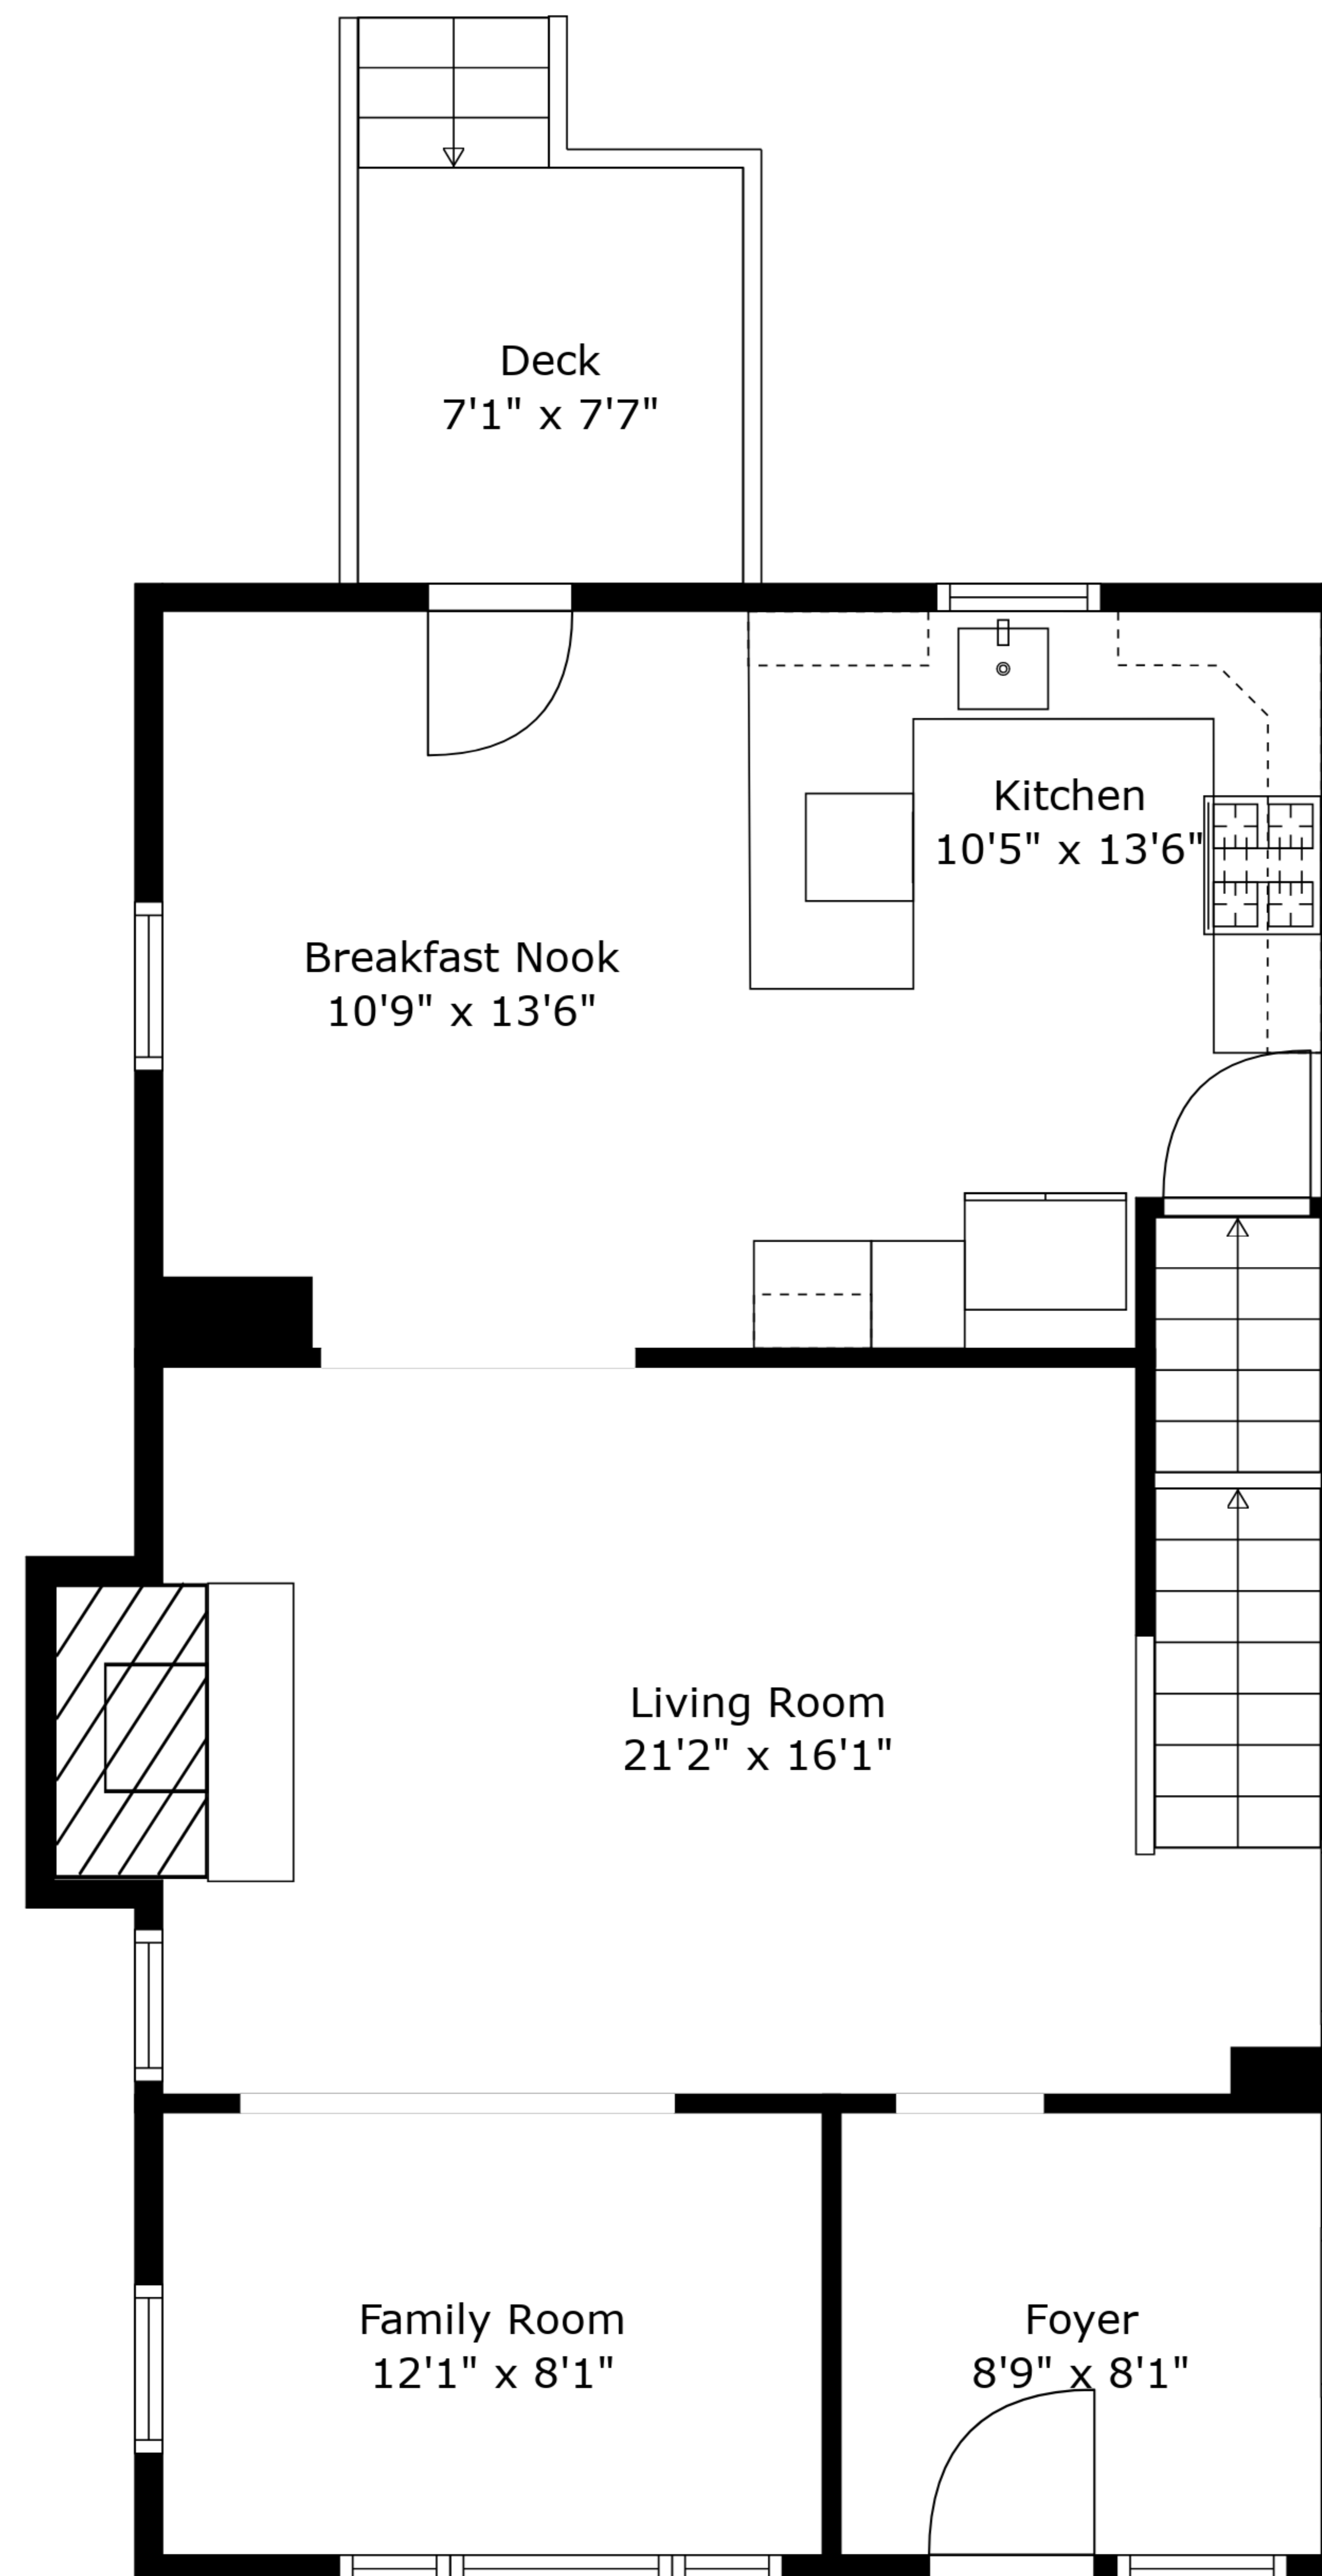 Deck
7'1" x 7'7"
Kitchen
10'5" x 13'6"
Breakfast Nook
10'9" x 13'6"
Living Room
21'2" x 16'1"
Family Room
12'1" x 8'1"
Foyer
8'9" x 8'1"